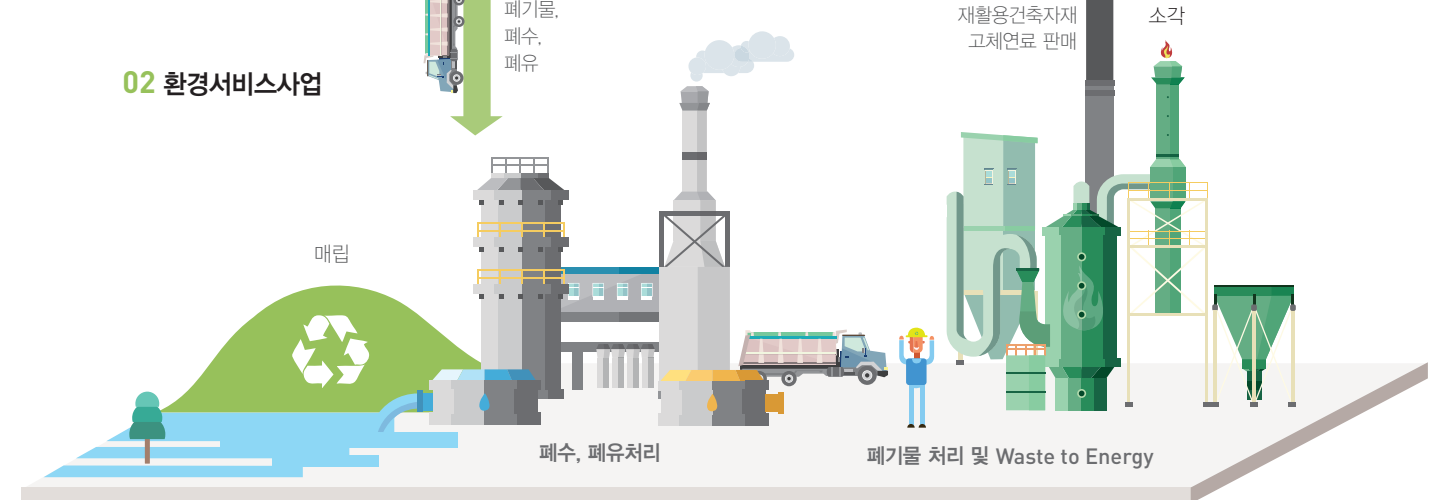 폐기물,
폐수,
폐유
재활용건축자재
고체연료 판매
소각
02 환경서비스사업
매립
폐수, 폐유처리
폐기물 처리 및 Waste to Energy